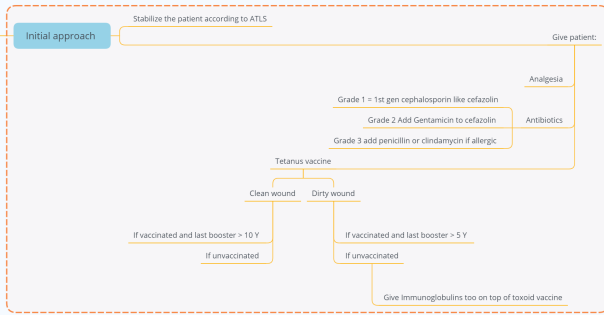 Stabilize the patient according to ATLS
Initial approach
Give patient:
Analgesia
Grade 1 = 1st gen cephalosporin like cefazolin
Grade 2 Add Gentamicin to cefazolin
Antibiotics
Grade 3 add penicillin or clindamycin if allergic
Tetanus vaccine
Clean wound
Dirty wound
If vaccinated and last booster > 10 Y
If vaccinated and last booster > 5 Y
If unvaccinated
If unvaccinated
Give Immunoglobulins too on top of toxoid vaccine